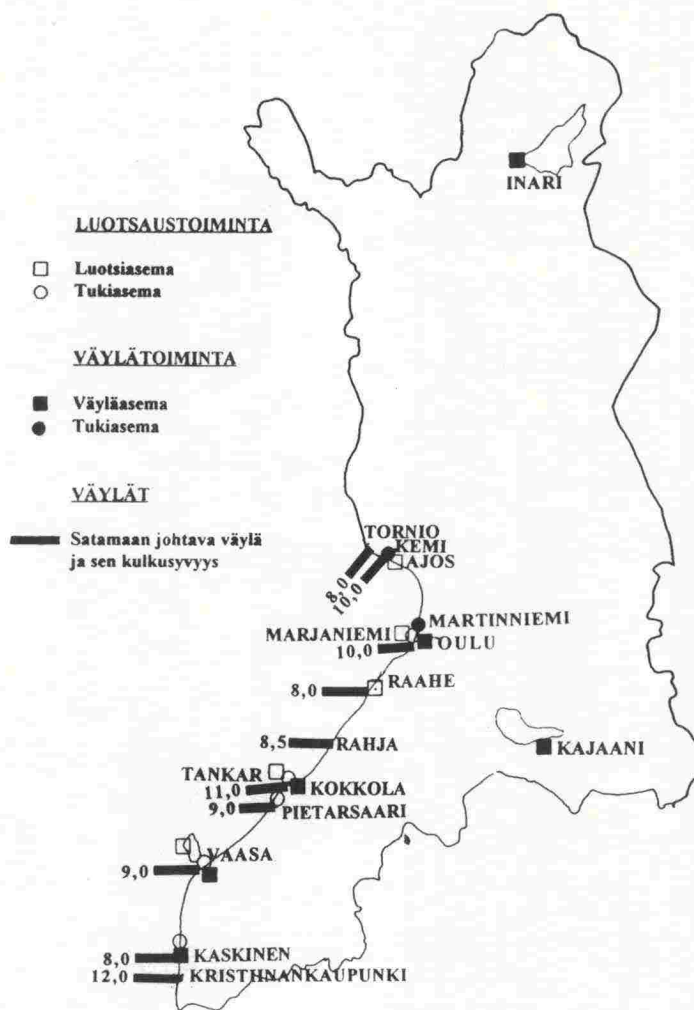 INARI
LUOTSAUSTOIMINTA
Luotsiasema
Tukiasema
VÄYLÄTOIMINTA
Väyläasema
Tukiasema
VÄYLÄT
Satamaan johtava väylä
ja sen kulkusyvyys
TORNIO
KEMI
AJOS
8,0
10,0
MARTINNIEMI
MARJANIEMI
OULU
10,0
RAAHE
8,0
8,5
RAHJA
KAJAANI
TANKAR
11,0
KOKKOLA
9,0
PIETARSAARI
VAASA
9,0
8,0
KASKINEN
12,0
KRISTIINANKAUPUNKI